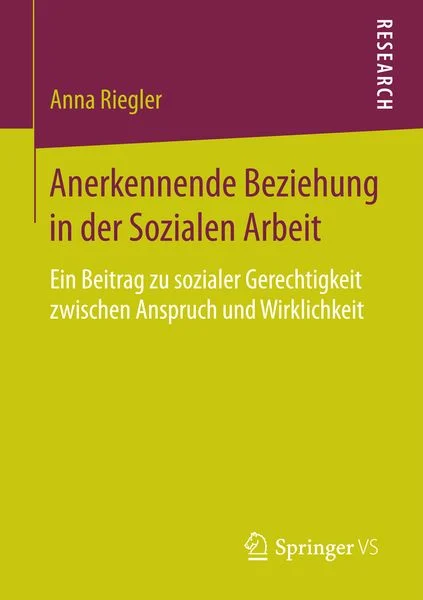 RESEARCH
Anna Riegler
Anerkennende Beziehung
in der Sozialen Arbeit
Ein Beitrag zu sozialer Gerechtigkeit
zwischen Anspruch und Wirklichkeit
Springer VS